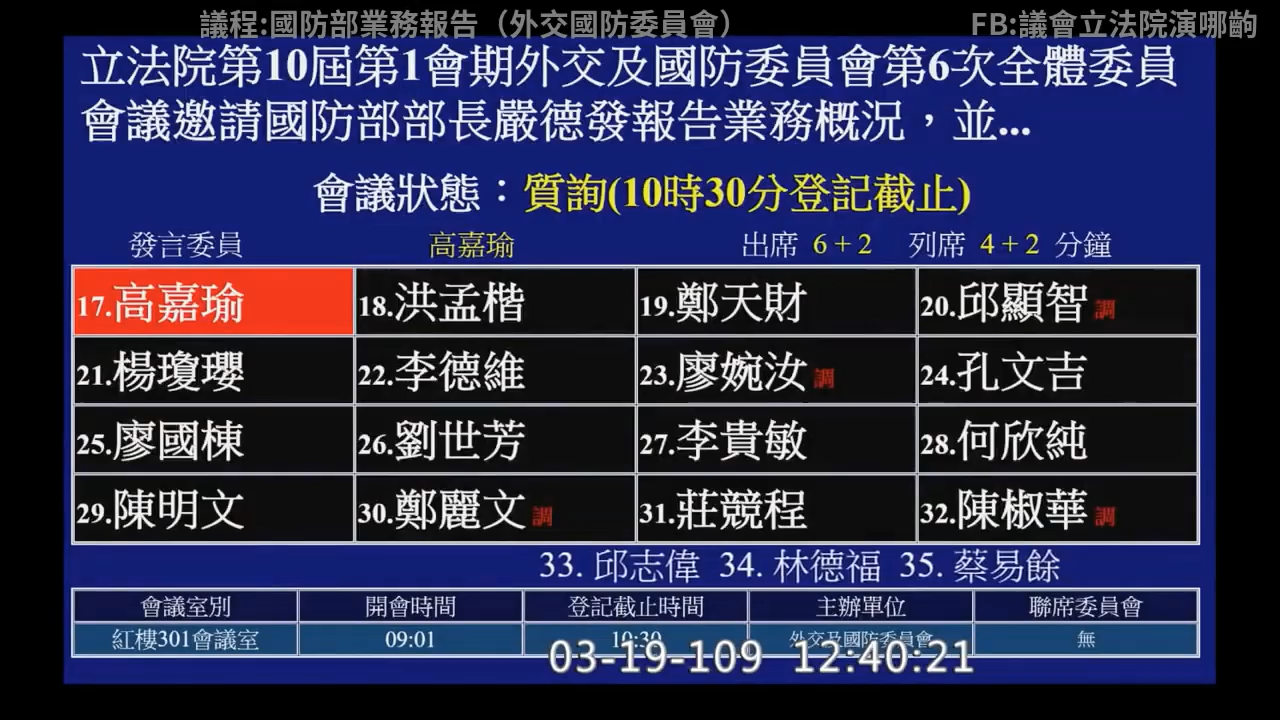 議程:國防部業務報告（外交國防委員會） FB:議會立法院演哪齣
立法院第10屆第1會期外交及國防委員會第6次全體委員
會議邀請國防部部長嚴德發報告業務概況，並...
會議狀態：質詢(10時30分登記截止)
發言委員 高嘉瑜 出席 6 + 2 列席 4 + 2 分鐘
17.高嘉瑜 18.洪孟楷 19.鄭天財 20.邱顯智 調
21.楊瓊瓔 22.李德維 23.廖婉汝 調 24.孔文吉
25.廖國棟 26.劉世芳 27.李貴敏 28.何欣純
29.陳明文 30.鄭麗文 調 31.莊競程 32.陳椒華 調
33. 邱志偉 34. 林德福 35. 蔡易餘
會議室別 開會時間 登記截止時間 主辦單位 聯席委員會
紅樓301會議室 09:01 10:30 外交及國防委員會 無
03-19-109 12:40:21